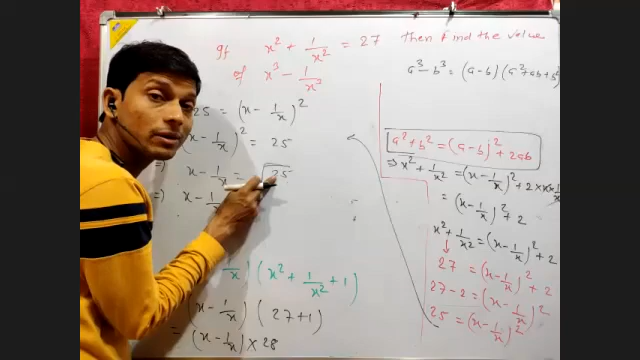 If x² + 1/x² = 27 then Find the value
of x³ - 1/x³
a³ - b³ = (a-b) (a²+ab+b²
25 = (x - 1/x)²
x - 1/x)² = 25
x - 1/x = √25
x - 1/x
1/x) (x² + 1/x² + 1)
(x - 1/x) (27+1)
= (x - 1/x) × 28
a²+b² = (a-b)² + 2ab
⇒ x² + 1/x² = (x - 1/x)² + 2 × x × 1/x
= (x - 1/x)² + 2
x² + 1/x² = (x - 1/x)² + 2
27 = (x - 1/x)² + 2
27 - 2 = (x - 1/x)²
25 = (x - 1/x)²